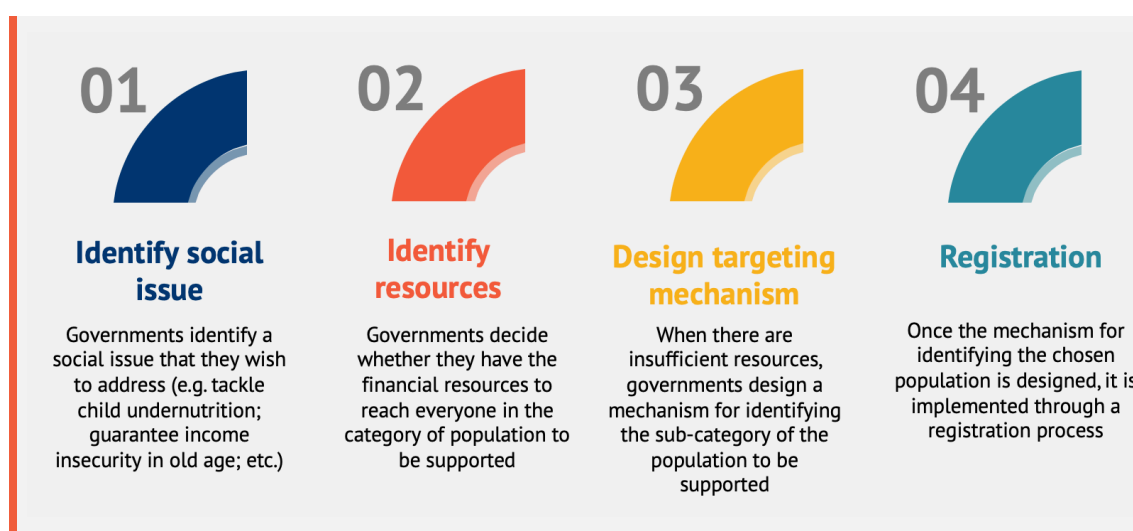 01
Identify social
issue
Governments identify a
social issue that they wish
to address (e.g. tackle
child undernutrition;
guarantee income
insecurity in old age; etc.)
02
Identify
resources
Governments decide
whether they have the
financial resources to
reach everyone in the
category of population to
be supported
03
Design targeting
mechanism
When there are
insufficient resources,
governments design a
mechanism for identifying
the sub-category of the
population to be
supported
04
Registration
Once the mechanism for
identifying the chosen
population is designed, it is
implemented through a
registration process